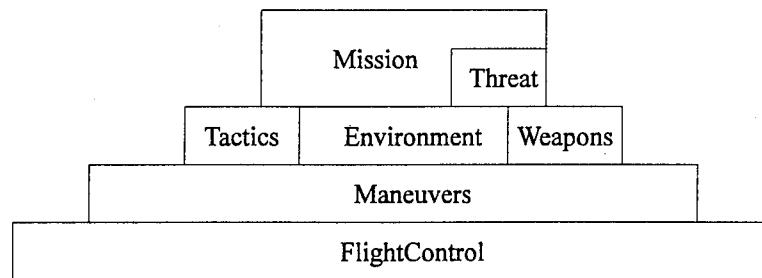 Mission
Threat
Tactics Environment Weapons
Maneuvers
FlightControl